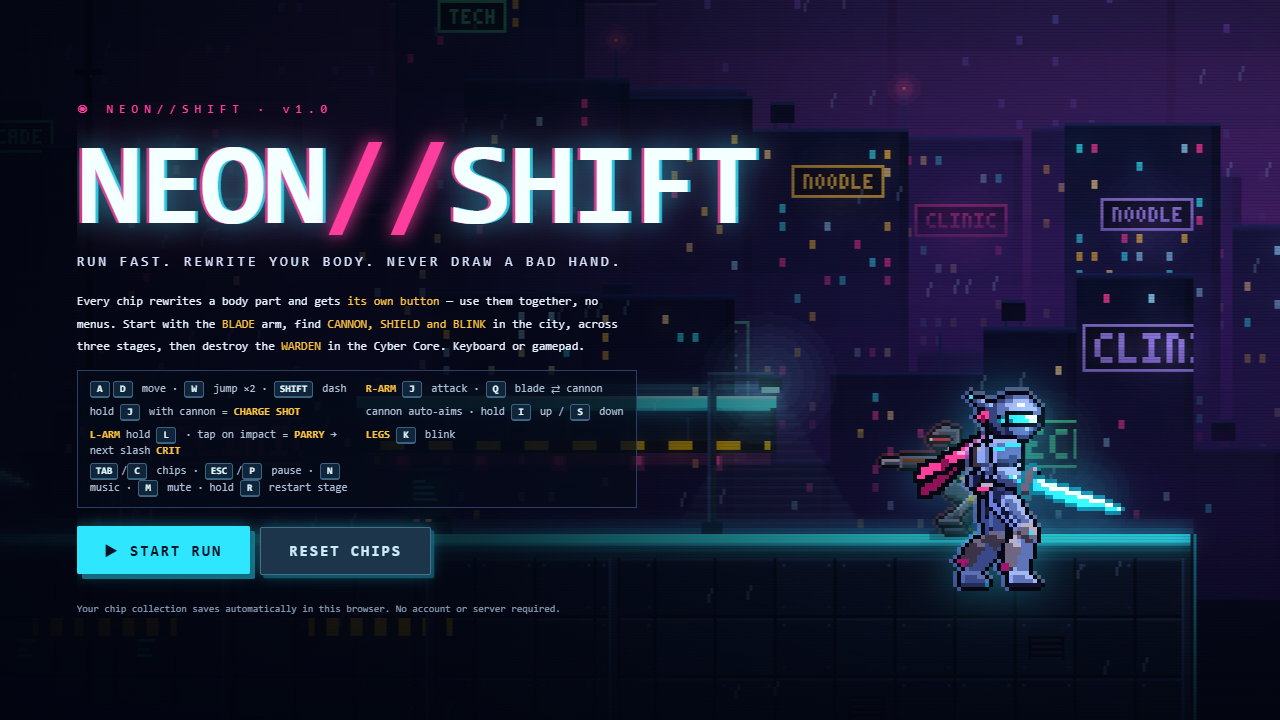 TECH
NEON//SHIFT · v1.0
NEON//SHIFT
NOODLE
CLINIC
NOODLE
RUN FAST. REWRITE YOUR BODY. NEVER DRAW A BAD HAND.
Every chip rewrites a body part and gets its own button — use them together, no
menus. Start with the BLADE arm, find CANNON, SHIELD and BLINK in the city, across
three stages, then destroy the WARDEN in the Cyber Core. Keyboard or gamepad.
CLIN
A D move · W jump ×2 · SHIFT dash
R-ARM J attack · Q blade ⇄ cannon
hold J with cannon = CHARGE SHOT
cannon auto-aims · hold I up / S down
L-ARM hold L · tap on impact = PARRY →
next slash CRIT
LEGS K blink
TAB / C chips · ESC / P pause · N
music · M mute · hold R restart stage
▶ START RUN
RESET CHIPS
Your chip collection saves automatically in this browser. No account or server required.